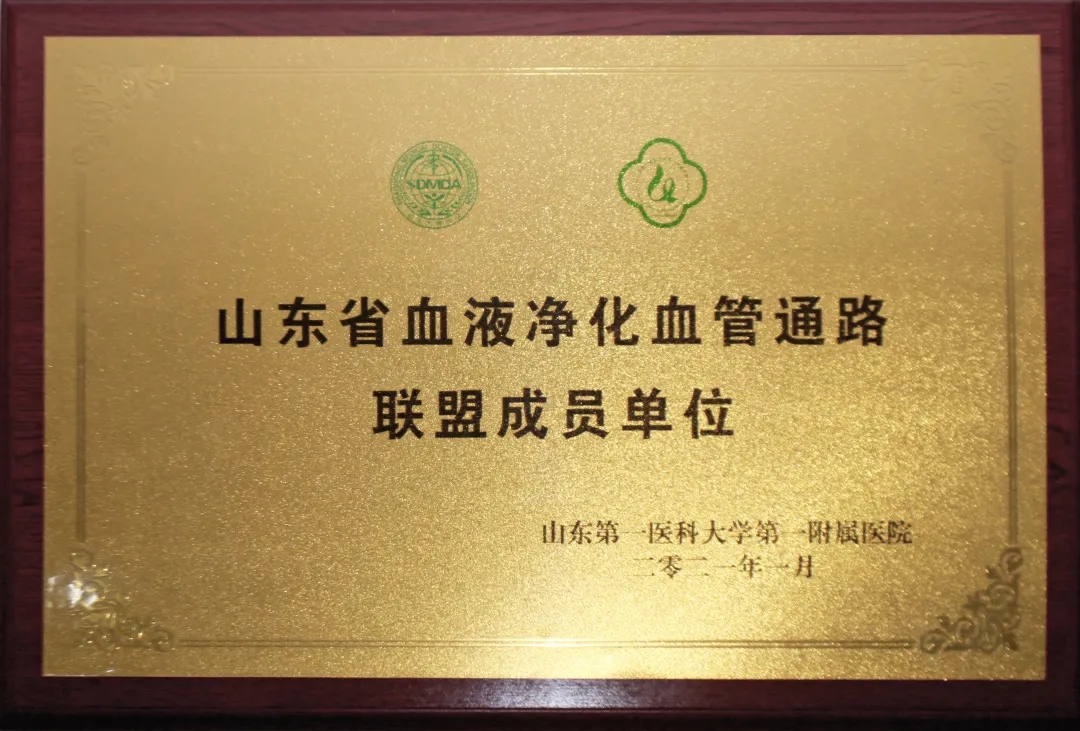 SDMDA
山东省血液净化血管通路
联盟成员单位
山东第一医科大学第一附属医院
二零二一年一月